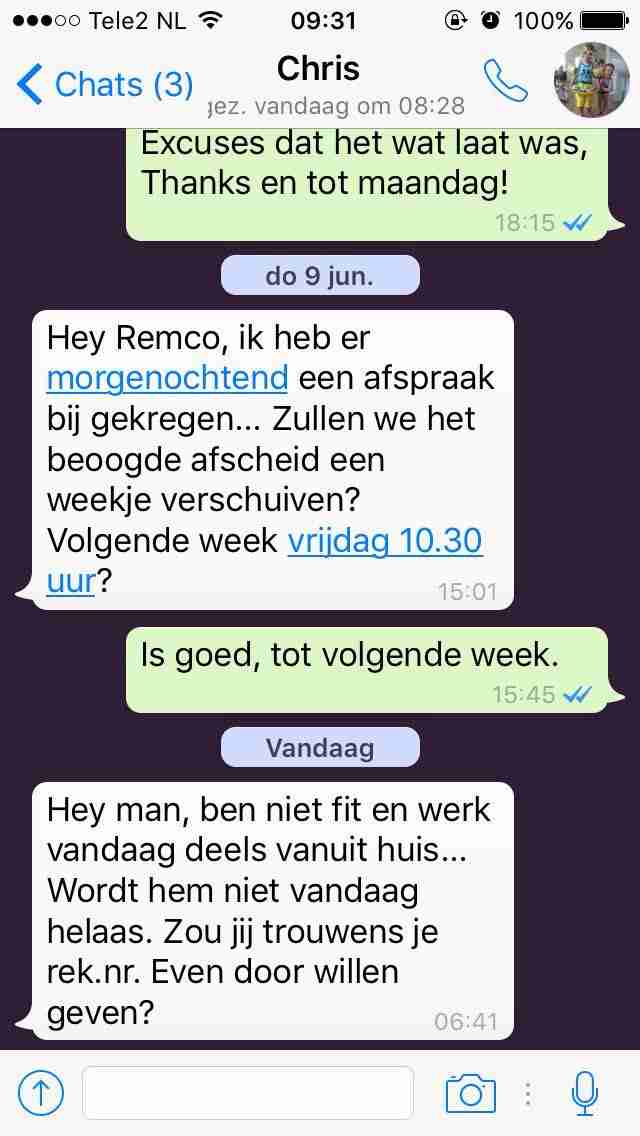 Tele2 NL 09:31 100%
Chats (3) Chris
gez. vandaag om 08:28
Excuses dat het wat laat was,
Thanks en tot maandag!
18:15
do 9 jun.
Hey Remco, ik heb er
morgenochtend een afspraak
bij gekregen... Zullen we het
beoogde afscheid een
weekje verschuiven?
Volgende week vrijdag 10.30
uur?
15:01
Is goed, tot volgende week.
15:45
Vandaag
Hey man, ben niet fit en werk
vandaag deels vanuit huis...
Wordt hem niet vandaag
helaas. Zou jij trouwens je
rek.nr. Even door willen
geven?
06:41